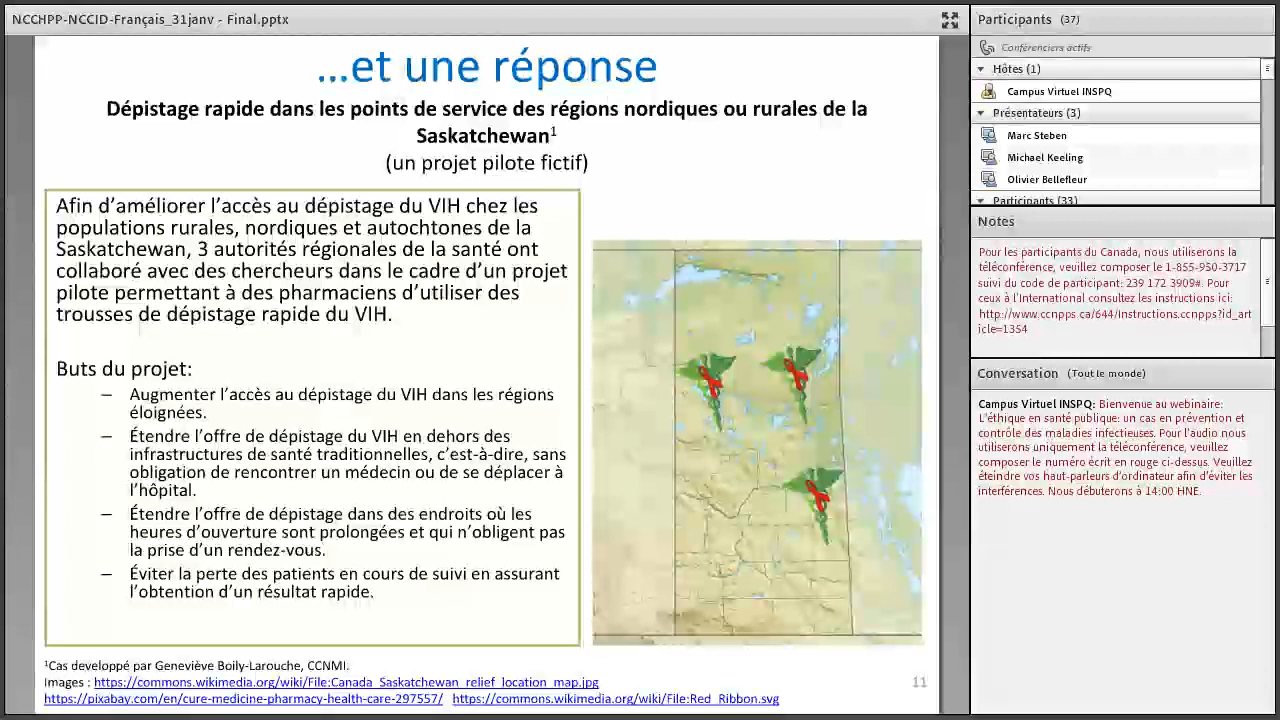 NCCHPP-NCCID-Français_31janv - Final.pptx
…et une réponse
Dépistage rapide dans les points de service des régions nordiques ou rurales de la
Saskatchewan1
(un projet pilote fictif)
Afin d’améliorer l’accès au dépistage du VIH chez les
populations rurales, nordiques et autochtones de la
Saskatchewan, 3 autorités régionales de la santé ont
collaboré avec des chercheurs dans le cadre d’un projet
pilote permettant à des pharmaciens d’utiliser des
trousses de dépistage rapide du VIH.
Buts du projet:
– Augmenter l’accès au dépistage du VIH dans les régions
éloignées.
– Étendre l’offre de dépistage du VIH en dehors des
infrastructures de santé traditionnelles, c’est-à-dire, sans
obligation de rencontrer un médecin ou de se déplacer à
l’hôpital.
– Étendre l’offre de dépistage dans des endroits où les
heures d’ouverture sont prolongées et qui n’obligent pas
la prise d’un rendez-vous.
– Éviter la perte des patients en cours de suivi en assurant
l’obtention d’un résultat rapide.
1Cas developpé par Geneviève Boily-Larouche, CCNMI.
Images : https://commons.wikimedia.org/wiki/File:Canada_Saskatchewan_relief_location_map.jpg
https://pixabay.com/en/cure-medicine-pharmacy-health-care-297557/ https://commons.wikimedia.org/wiki/File:Red_Ribbon.svg
11
Participants (37)
Conférenciers actifs
Hôtes (1)
Campus Virtuel INSPQ
Présentateurs (3)
Marc Steben
Michael Keeling
Olivier Bellefleur
Participants (33)
Notes
Pour les participants du Canada, nous utiliserons la
téléconférence, veuillez composer le 1-855-950-3717
suivi du code de participant: 239 172 3909#. Pour
ceux à l'International consultez les instructions ici:
http://www.ccnpps.ca/644/Instructions.ccnpps?id_art
icle=1354
Conversation (Tout le monde)
Campus Virtuel INSPQ: Bienvenue au webinaire:
L'éthique en santé publique: un cas en prévention et
contrôle des maladies infectieuses. Pour l'audio nous
utiliserons uniquement la téléconférence, veuillez
composer le numéro écrit en rouge ci-dessus. Veuillez
éteindre vos haut-parleurs d'ordinateur afin d'éviter les
interférences. Nous débuterons à 14:00 HNE.